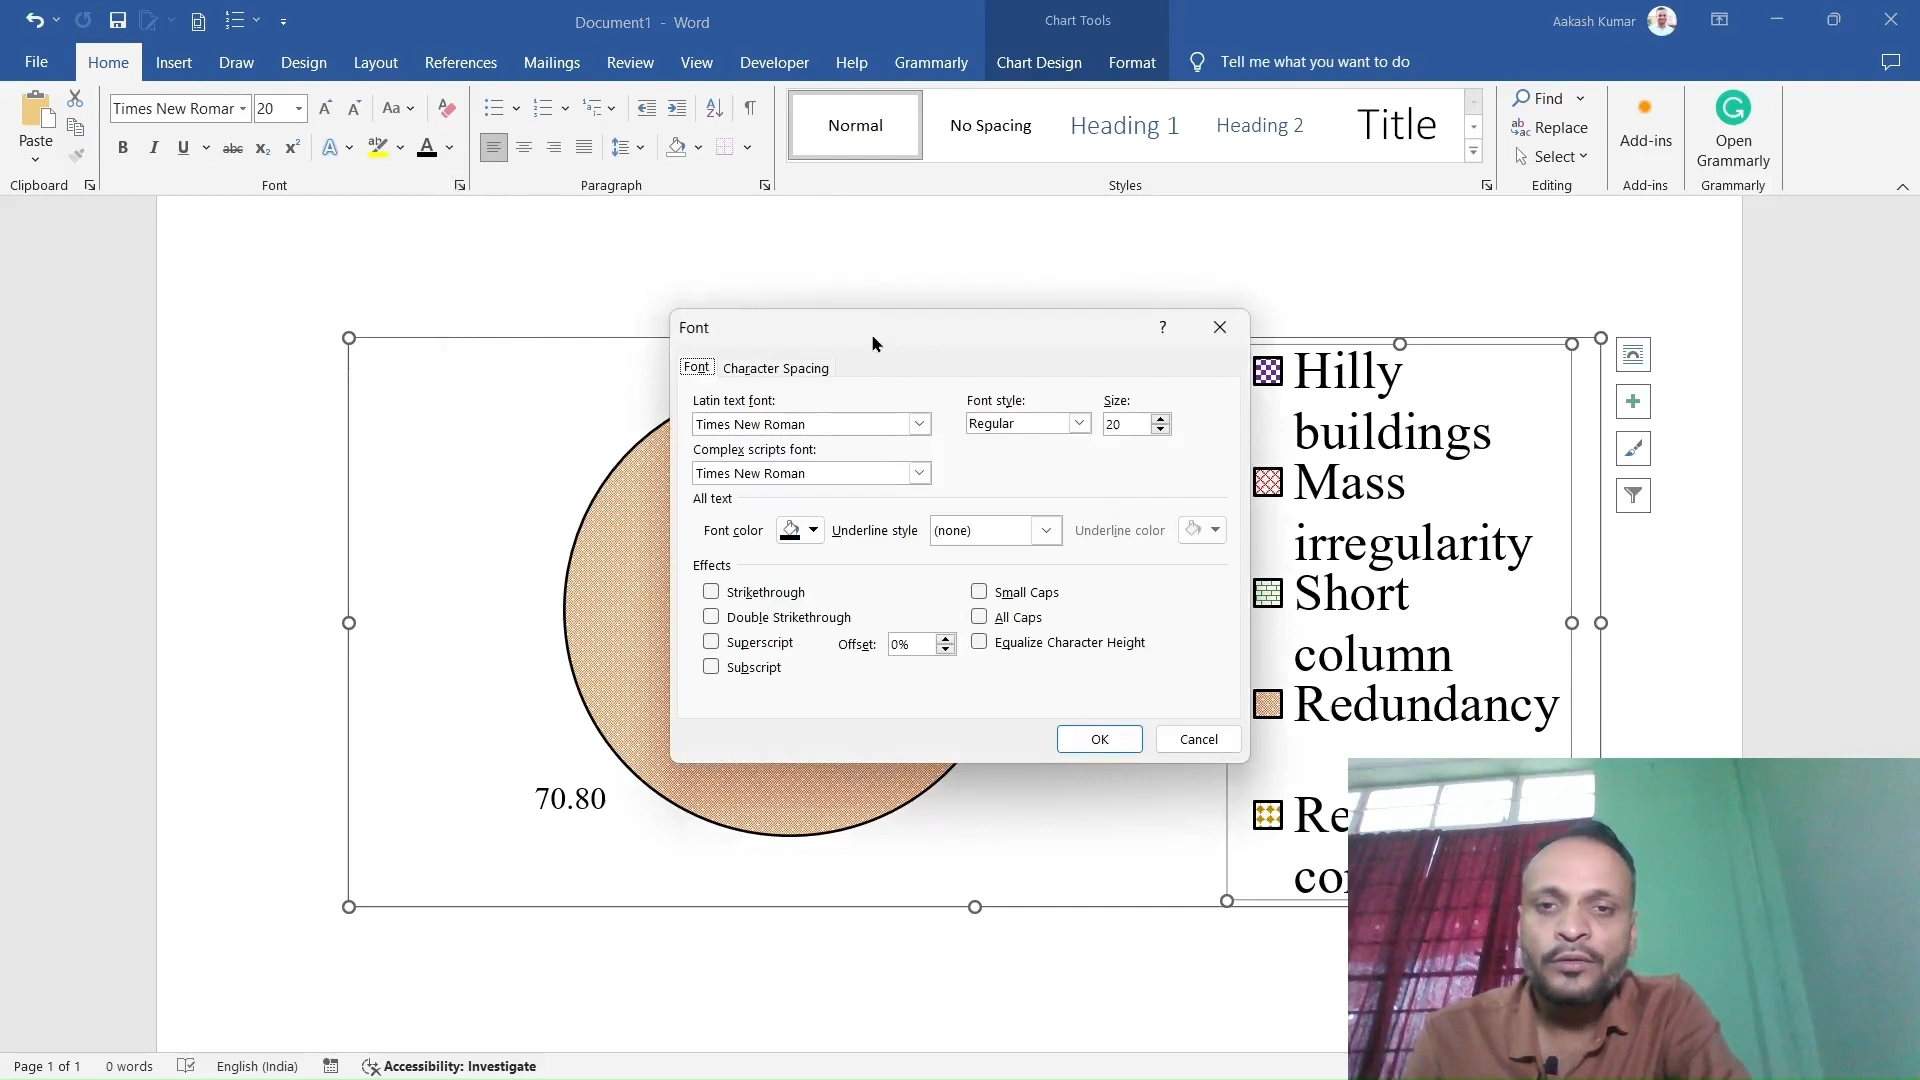 Document1 - Word
Chart Tools
Aakash Kumar
File Home Insert Draw Design Layout References Mailings Review View Developer Help Grammarly Chart Design Format Tell me what you want to do
Paste
Times New Romar 20 Aa
B I U abc x₂ x² A ab A
Clipboard
Font
Paragraph
Normal
No Spacing
Heading 1
Heading 2
Title
Styles
Find
Replace
Select
Editing
Add-ins
Add-ins
Open
Grammarly
Grammarly
Font
?
Font Character Spacing
Latin text font: Font style: Size:
Times New Roman Regular 20
Complex scripts font:
Times New Roman
All text
Font color Underline style (none) Underline color
Effects
Strikethrough Small Caps
Double Strikethrough All Caps
Superscript Offset: 0% Equalize Character Height
Subscript
OK Cancel
Hilly
buildings
Mass
irregularity
Short
column
Redundancy
Re
co
70.80
Page 1 of 1 0 words English (India) Accessibility: Investigate